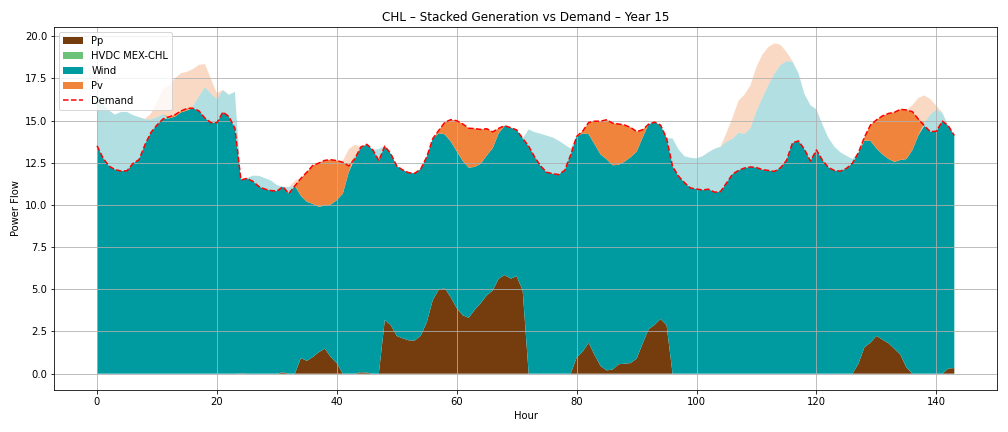 CHL – Stacked Generation vs Demand – Year 15
Pp
HVDC MEX-CHL
Wind
Pv
Demand
Power Flow
20.0
17.5
15.0
12.5
10.0
7.5
5.0
2.5
0.0
0 20 40 60 80 100 120 140
Hour